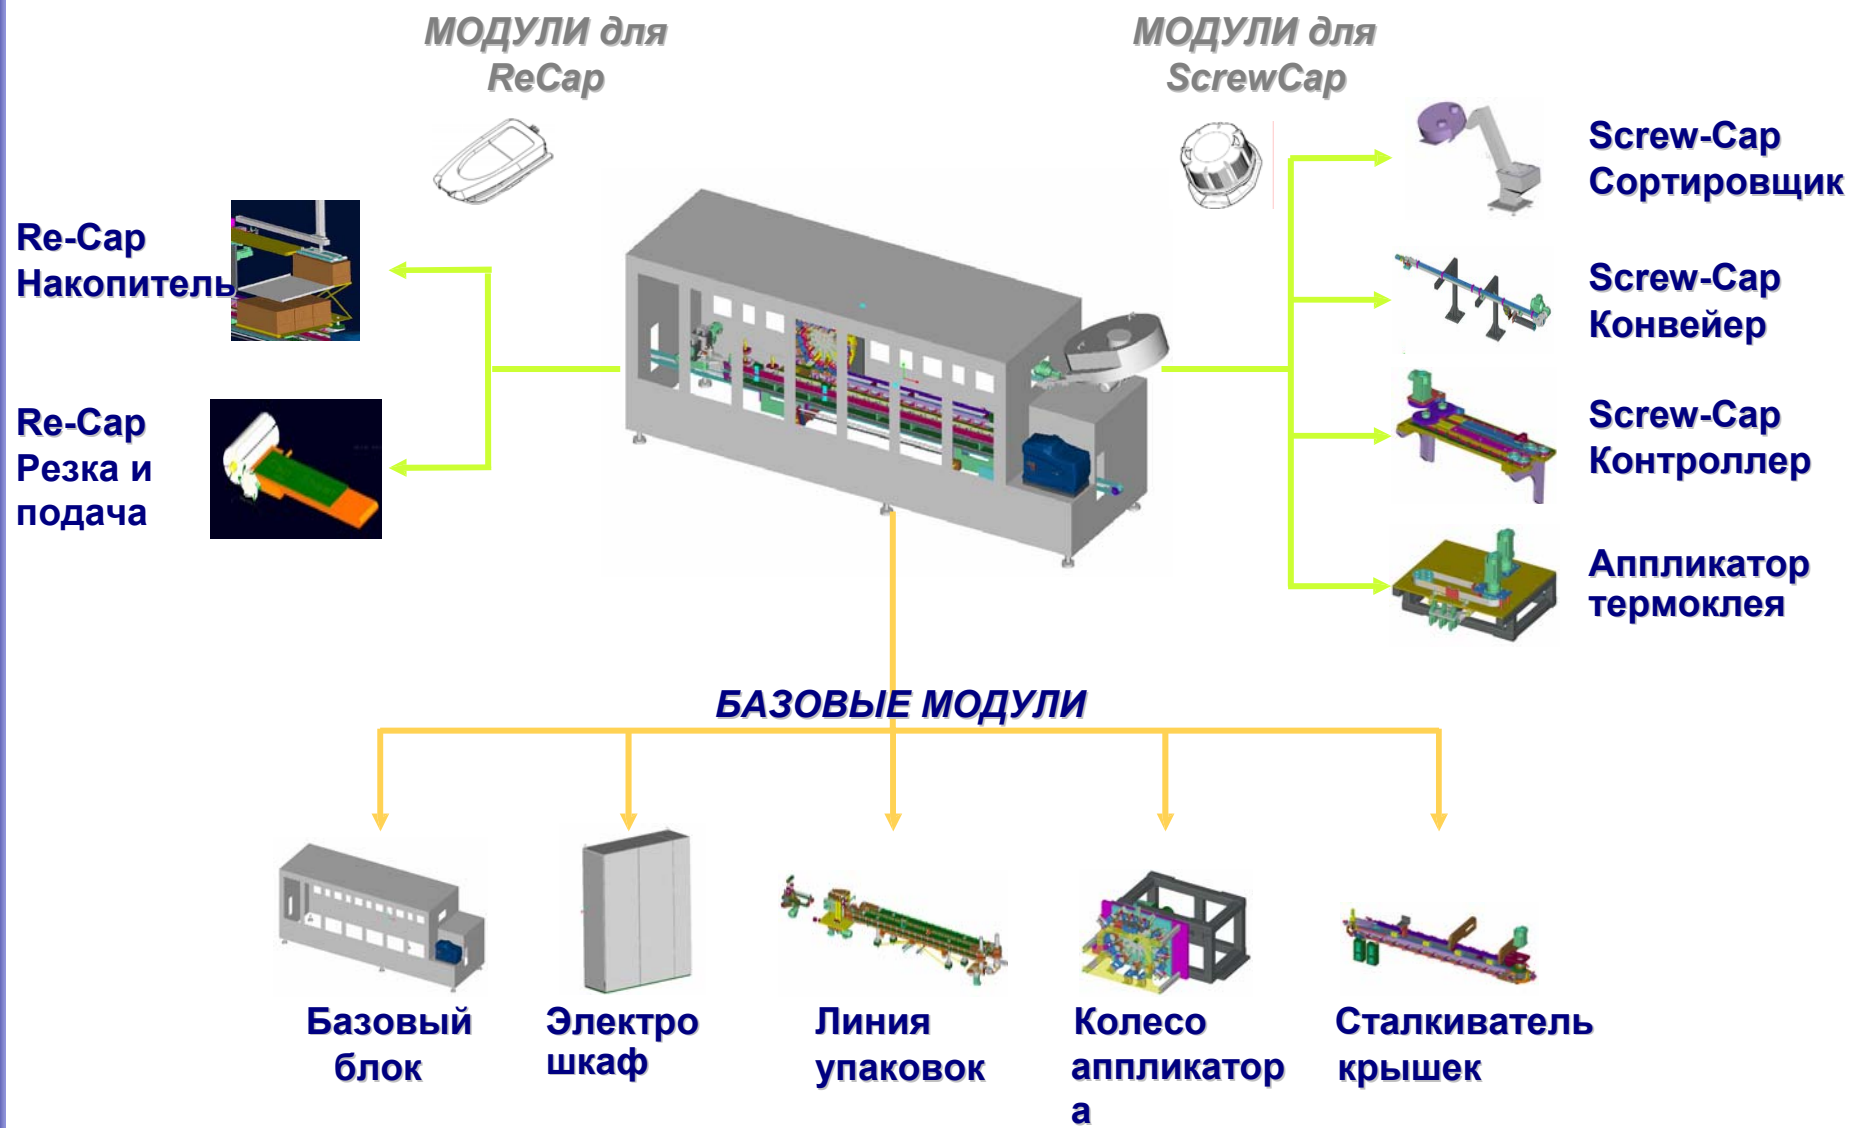 МОДУЛИ для
ReCap
МОДУЛИ для
ScrewCap
Re-Cap
Накопитель
Re-Cap
Резка и
подача
Screw-Cap
Сортировщик
Screw-Cap
Конвейер
Screw-Cap
Контроллер
Аппликатор
термоклея
БАЗОВЫЕ МОДУЛИ
Базовый
блок
Электро
шкаф
Линия
упаковок
Колесо
аппликатор
а
Сталкиватель
крышек